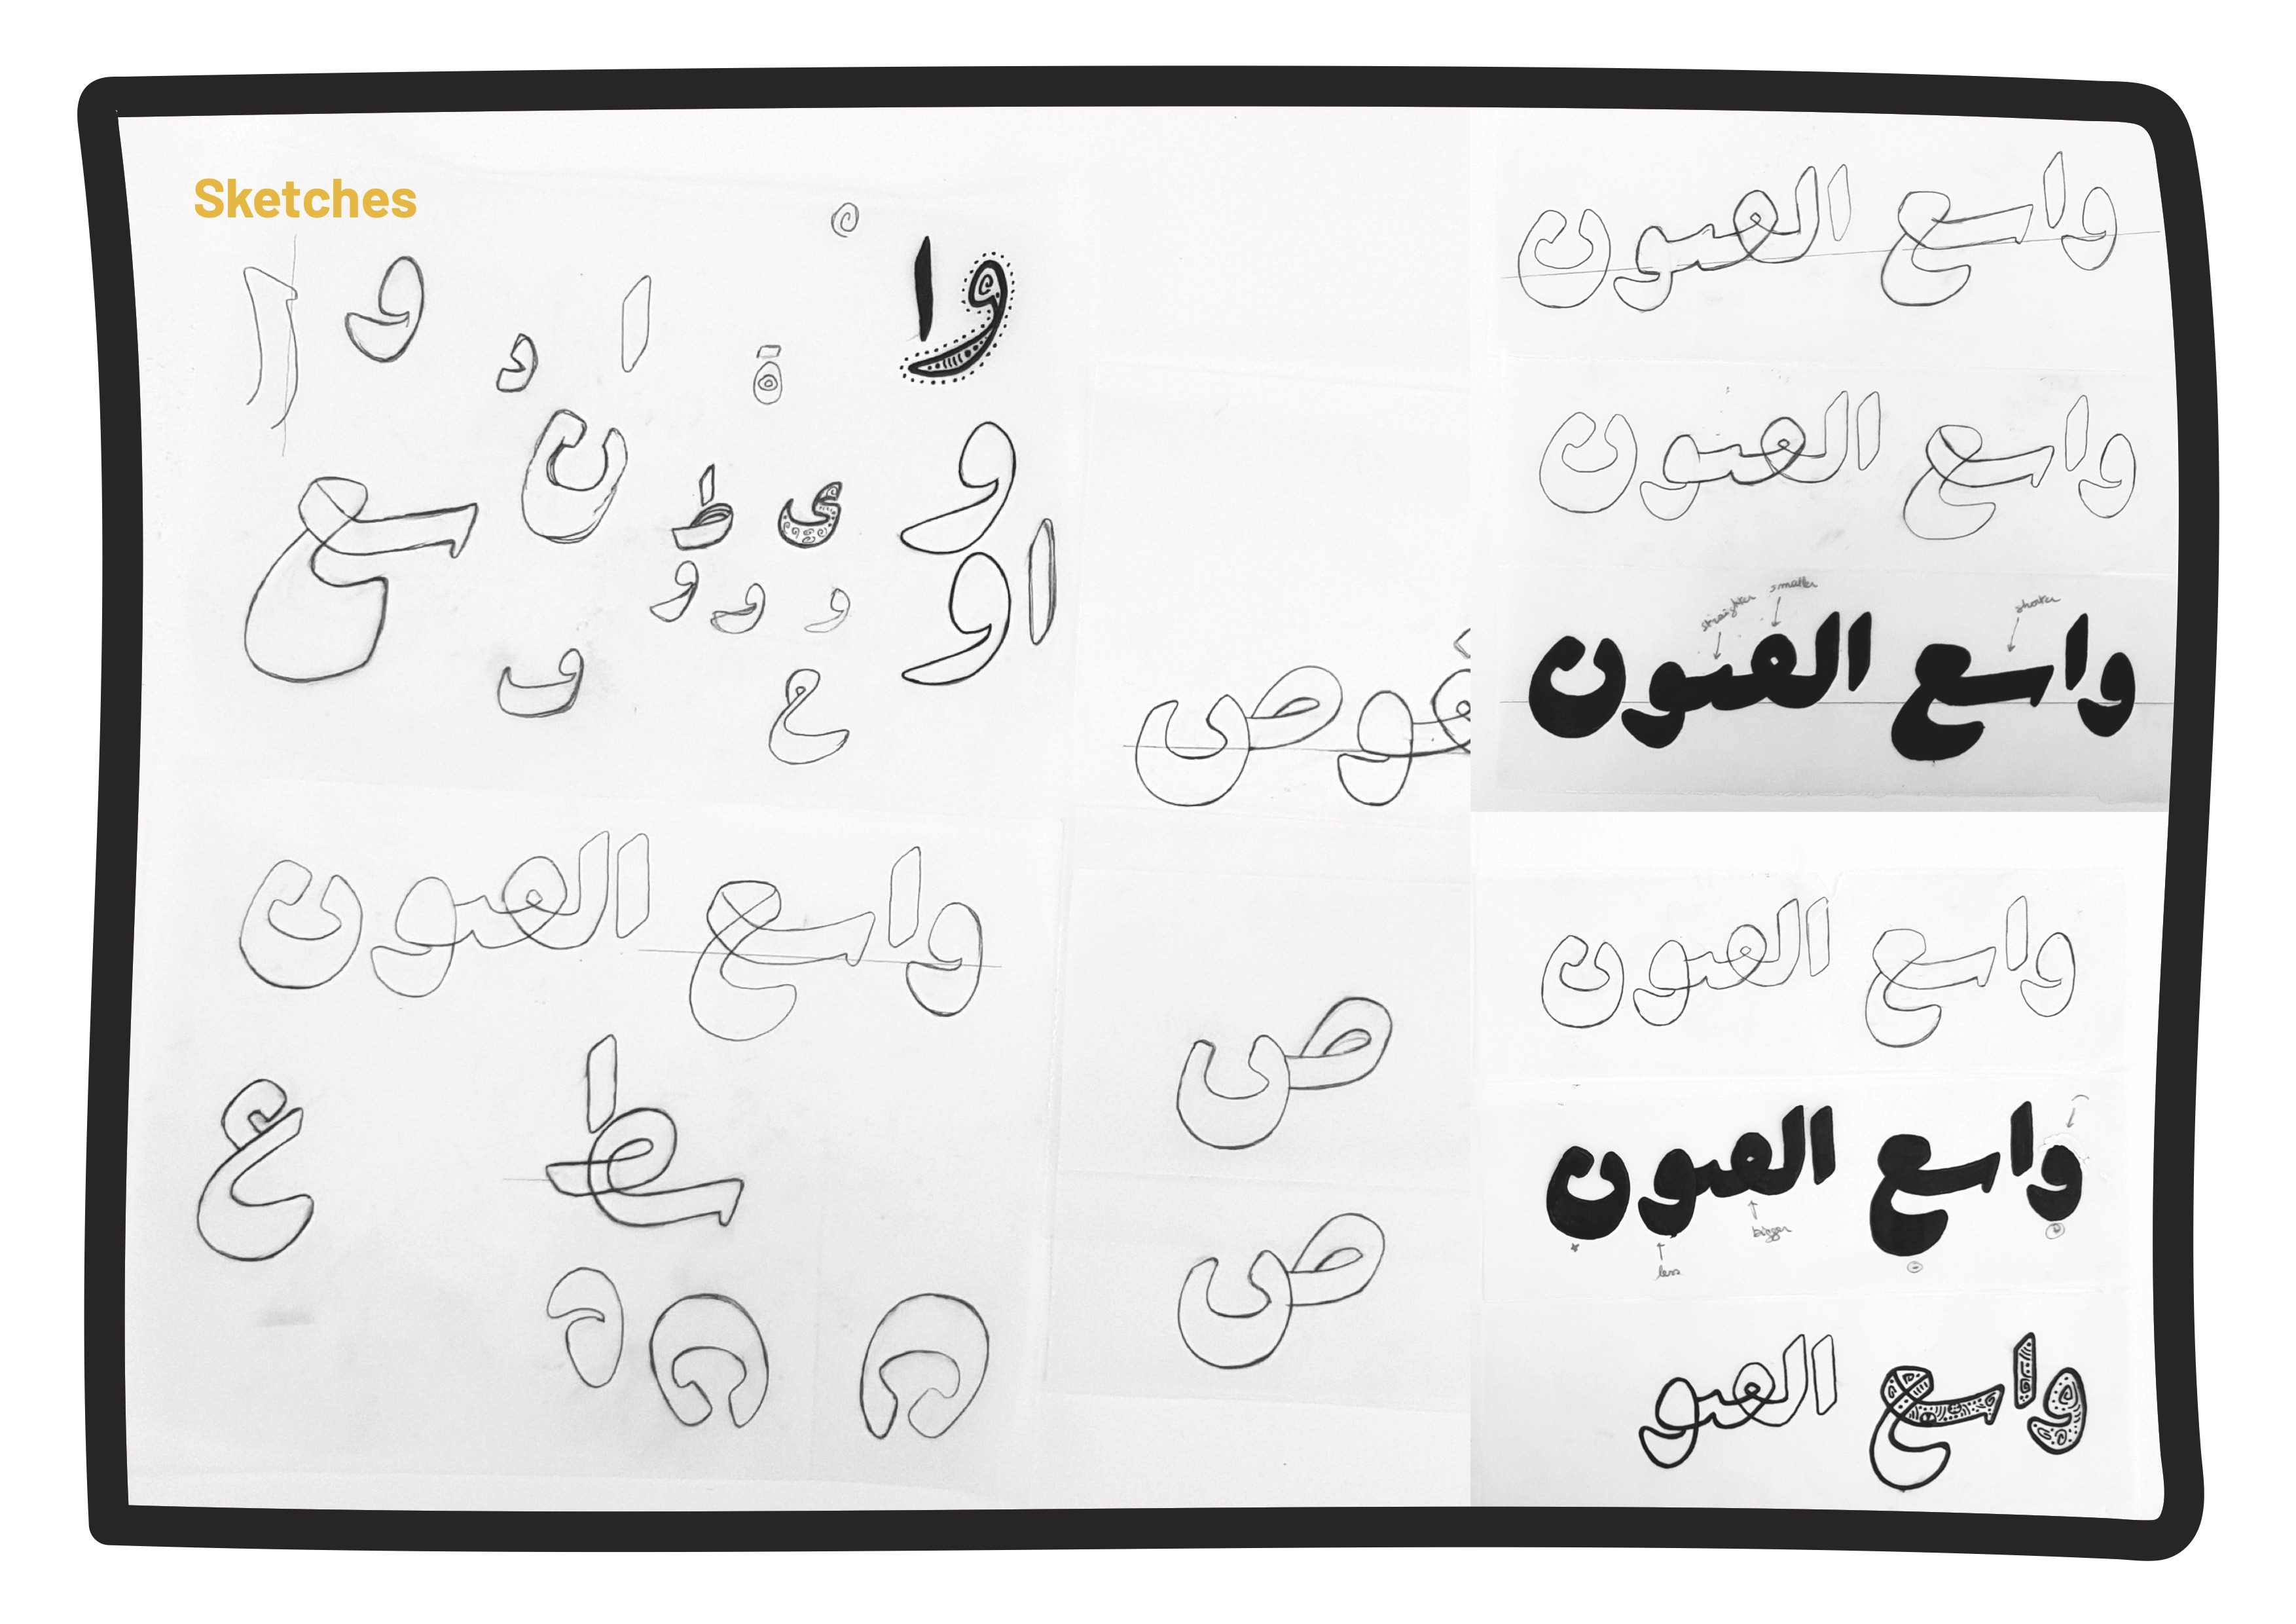 Sketches
و
د
ا
وا
ں
سع
ط
ى
و
او
و و و
ع
واسع العيون
ع
ط
ص
ص
واسع العيون
واسع العيون
straighter
smaller
shorter
واسع العيون
واسع العيون
واسع العيون
bigger
less
واسع العيو